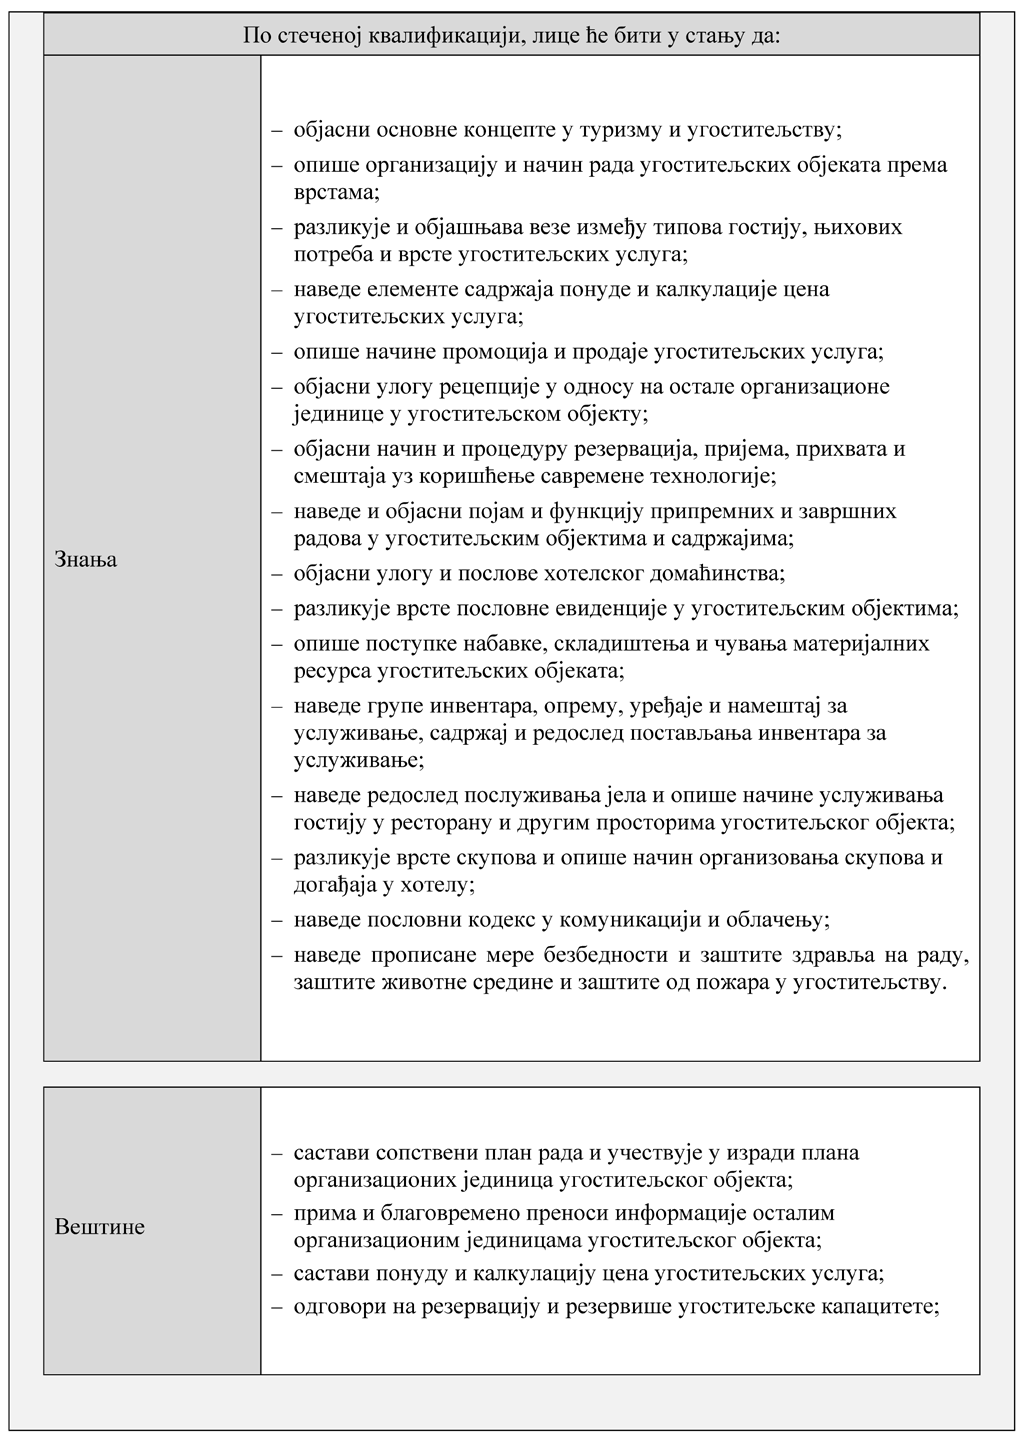 По стеченој квалификацији, лице ће бити у стању да:
Знања
– објасни основне концепте у туризму и угоститељству;
– опише организацију и начин рада угоститељских објеката према
врстама;
– разликује и објашњава везе између типова гостију, њихових
потреба и врсте угоститељских услуга;
– наведе елементе садржаја понуде и калкулације цена
угоститељских услуга;
– опише начине промоција и продаје угоститељских услуга;
– објасни улогу рецепције у односу на остале организационе
јединице у угоститељском објекту;
– објасни начин и процедуру резервација, пријема, прихвата и
смештаја уз коришћење савремене технологије;
– наведе и објасни појам и функцију припремних и завршних
радова у угоститељским објектима и садржајима;
– објасни улогу и послове хотелског домаћинства;
– разликује врсте пословне евиденције у угоститељским објектима;
– опише поступке набавке, складиштења и чувања материјалних
ресурса угоститељских објеката;
– наведе групе инвентара, опрему, уређаје и намештај за
услуживање, садржај и редослед постављања инвентара за
услуживање;
– наведе редослед послуживања јела и опише начине услуживања
гостију у ресторану и другим просторима угоститељског објекта;
– разликује врсте скупова и опише начин организовања скупова и
догађаја у хотелу;
– наведе пословни кодекс у комуникацији и облачењу;
– наведе прописане мере безбедности и заштите здравља на раду,
заштите животне средине и заштите од пожара у угоститељству.
Вештине
– састави сопствени план рада и учествује у изради плана
организационих јединица угоститељског објекта;
– прима и благовремено преноси информације осталим
организационим јединицама угоститељског објекта;
– састави понуду и калкулацију цена угоститељских услуга;
– одговори на резервацију и резервише угоститељске капацитете;